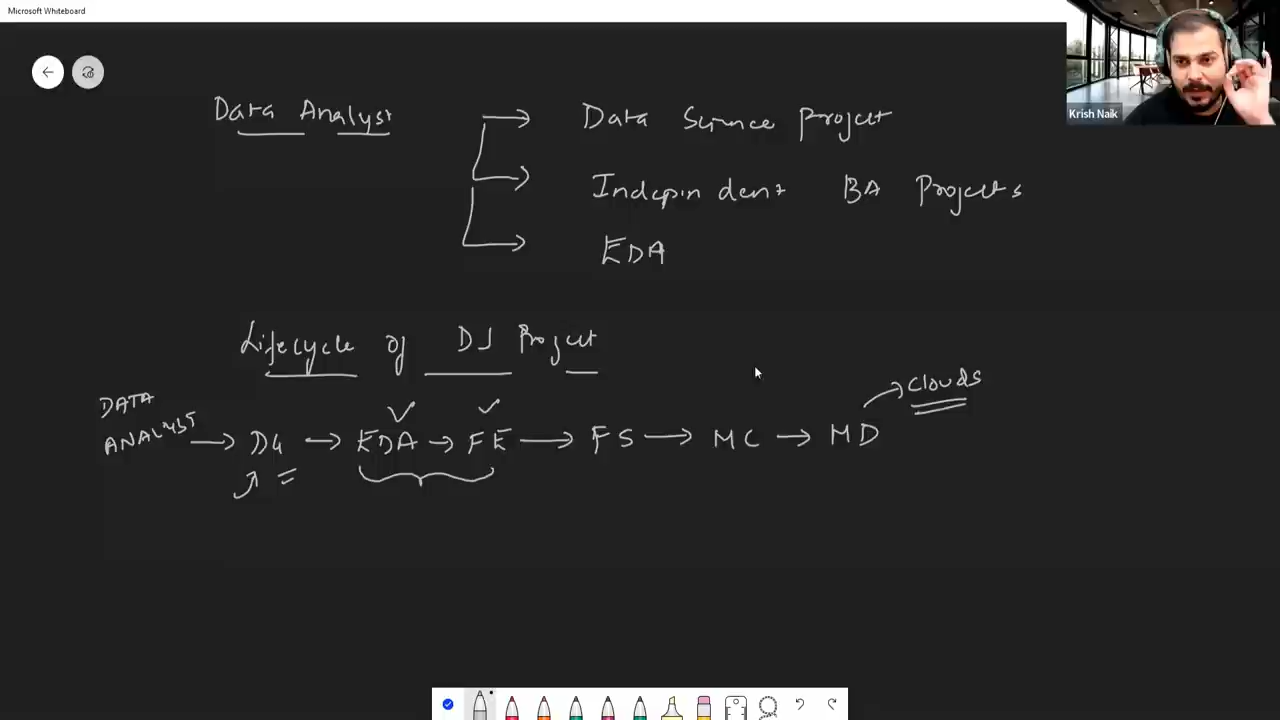 Microsoft Whiteboard
Krish Naik
Data Analyst
Data Science Project
Independent BA Projects
EDA
Lifecycle of DS Project
DATA
ANALYST → DG → EDA → FE → FS → MC → MD
Clouds